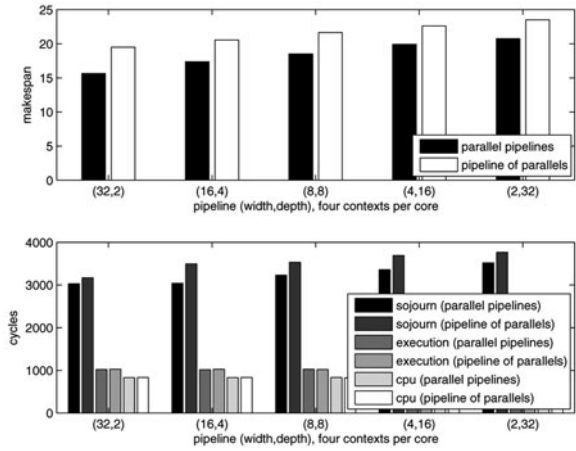 25
20
15
10
5
0
makespan
parallel pipelines
pipeline of parallels
(32,2) (16,4) (8,8) (4,16) (2,32)
pipeline (width,depth), four contexts per core
4000
3000
2000
1000
0
cycles
sojourn (parallel pipelines)
sojourn (pipeline of parallels)
execution (parallel pipelines)
execution (pipeline of parallels)
cpu (parallel pipelines)
cpu (pipeline of parallels)
(32,2) (16,4) (8,8) (4,16) (2,32)
pipeline (width,depth), four contexts per core